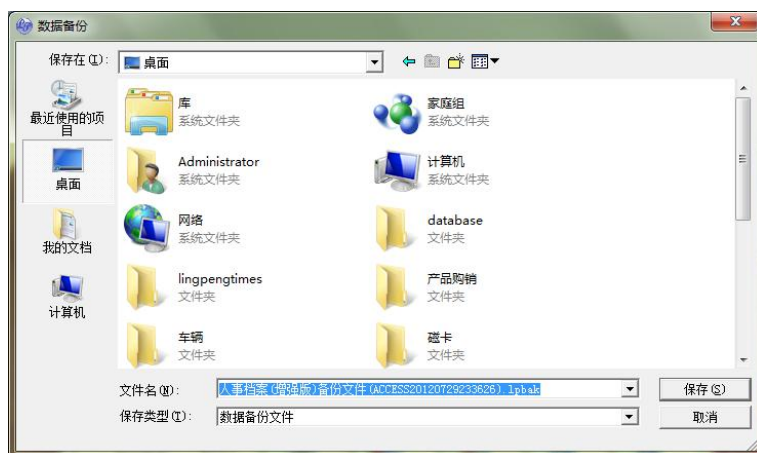 数据备份
保存在(I):
桌面
最近使用的项
目
桌面
我的文档
计算机
库
系统文件夹
家庭组
系统文件夹
Administrator
系统文件夹
计算机
系统文件夹
网络
系统文件夹
database
文件夹
lingpengtimes
文件夹
产品购销
文件夹
车辆
文件夹
磁卡
文件夹
文件名(N):
人事档案(增强版)备份文件(ACCESS20120729233626).lpbak
保存(S)
保存类型(T):
数据备份文件
取消